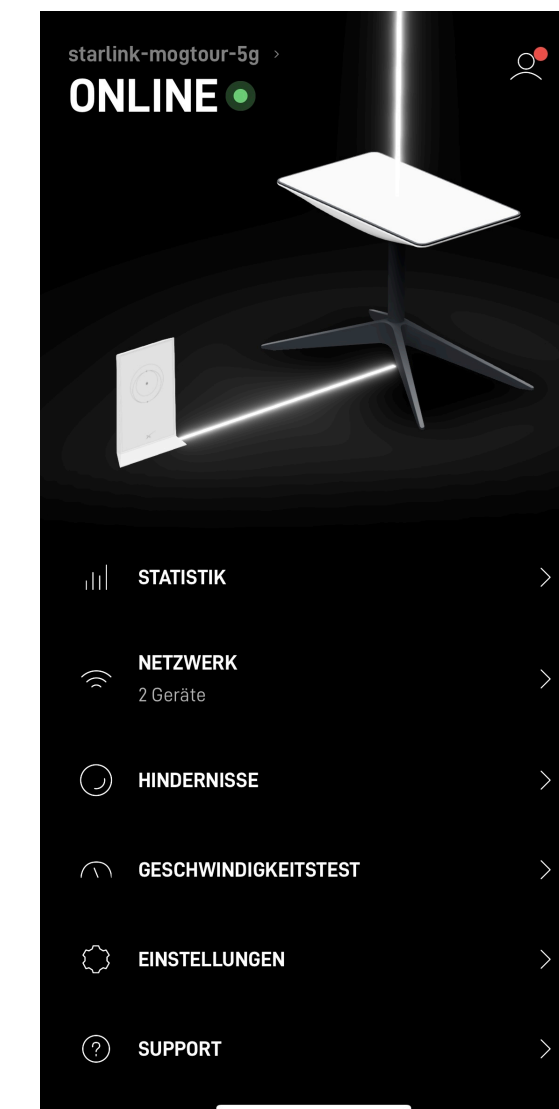 starlink-mogtour-5g
ONLINE
STATISTIK
NETZWERK
2 Geräte
HINDERNISSE
GESCHWINDIGKEITSTEST
EINSTELLUNGEN
SUPPORT